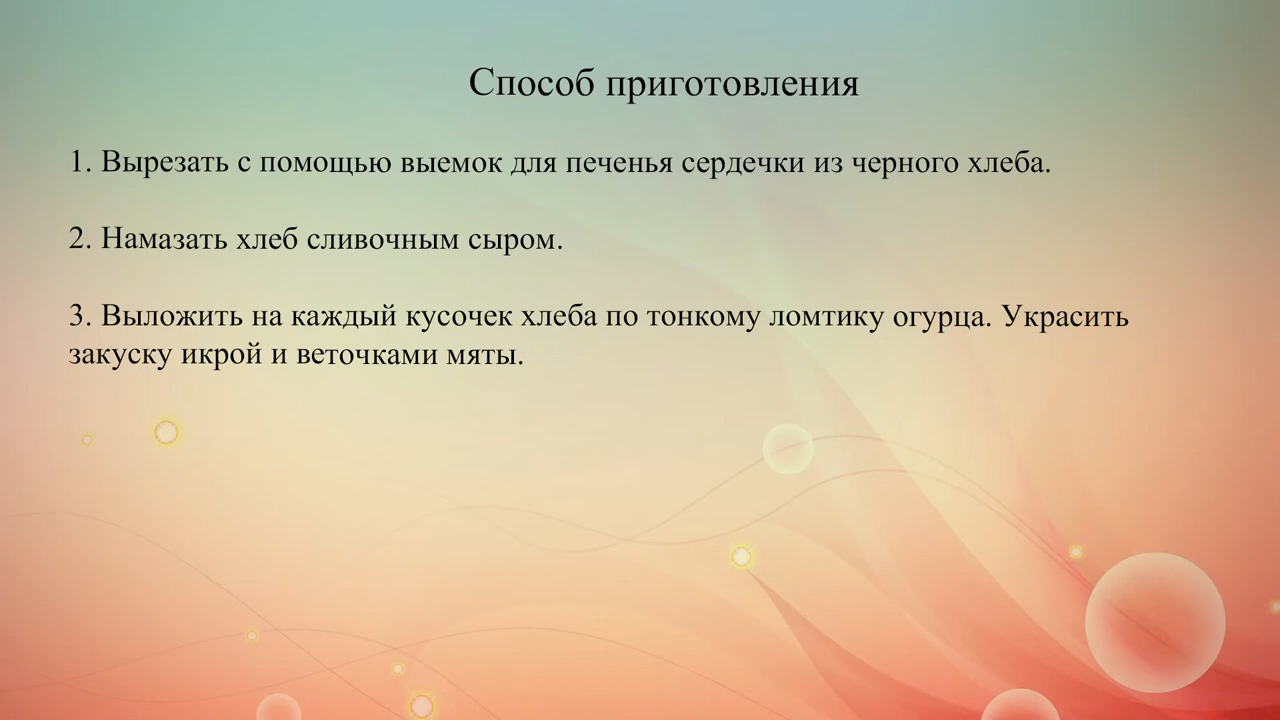 Способ приготовления
1. Вырезать с помощью выемок для печенья сердечки из черного хлеба.
2. Намазать хлеб сливочным сыром.
3. Выложить на каждый кусочек хлеба по тонкому ломтику огурца. Украсить
закуску икрой и веточками мяты.